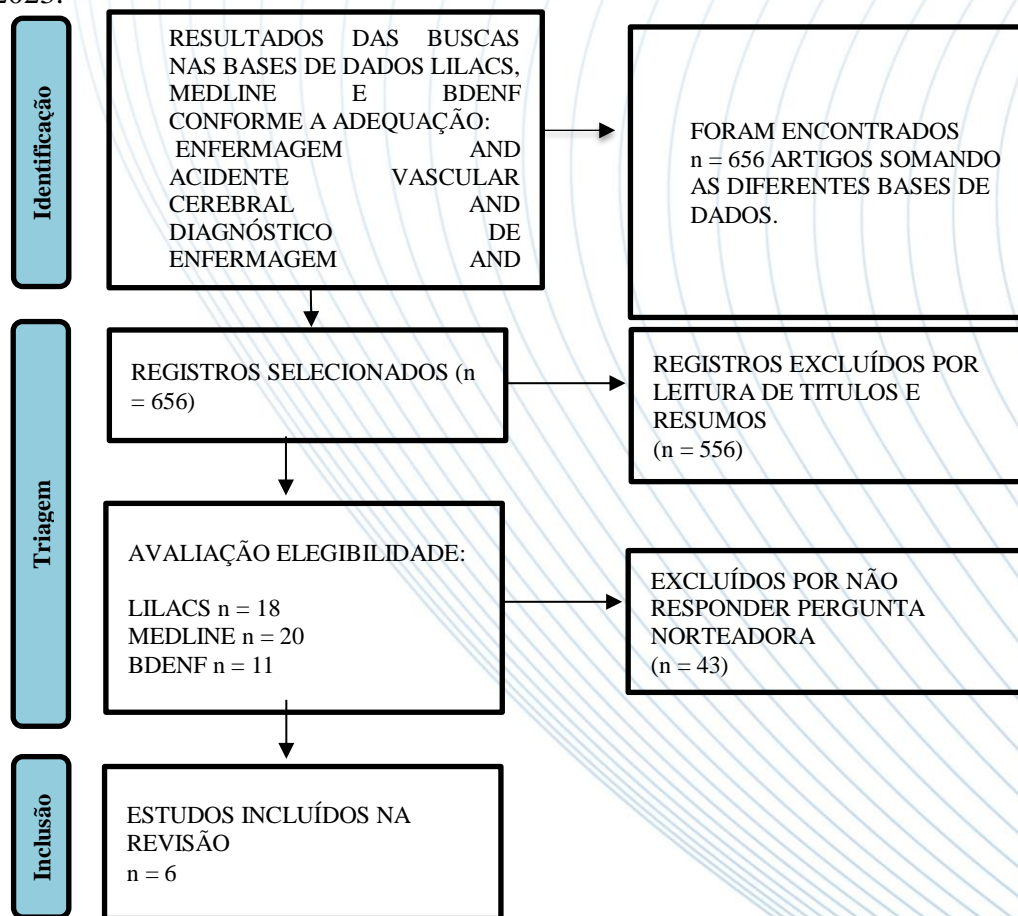 2023.
Identificação
RESULTADOS DAS BUSCAS
NAS BASES DE DADOS LILACS,
MEDLINE E BDENF
CONFORME A ADEQUAÇÃO:
ENFERMAGEM AND
ACIDENTE VASCULAR
CEREBRAL AND
DIAGNÓSTICO DE
ENFERMAGEM AND
FORAM ENCONTRADOS
n = 656 ARTIGOS SOMANDO
AS DIFERENTES BASES DE
DADOS.
Triagem
REGISTROS SELECIONADOS (n
= 656)
REGISTROS EXCLUÍDOS POR
LEITURA DE TITULOS E
RESUMOS
(n = 556)
AVALIAÇÃO ELEGIBILIDADE:
LILACS n = 18
MEDLINE n = 20
BDENF n = 11
EXCLUÍDOS POR NÃO
RESPONDER PERGUNTA
NORTEADORA
(n = 43)
Inclusão
ESTUDOS INCLUÍDOS NA
REVISÃO
n = 6